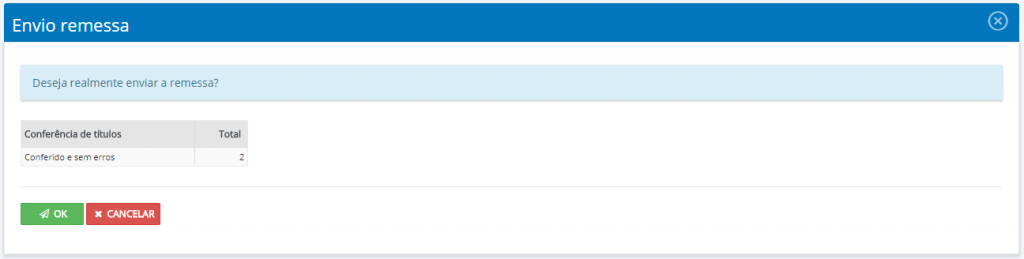 Envio remessa
Deseja realmente enviar a remessa?
Conferência de títulos Total
Conferido e sem erros 2
OK CANCELAR